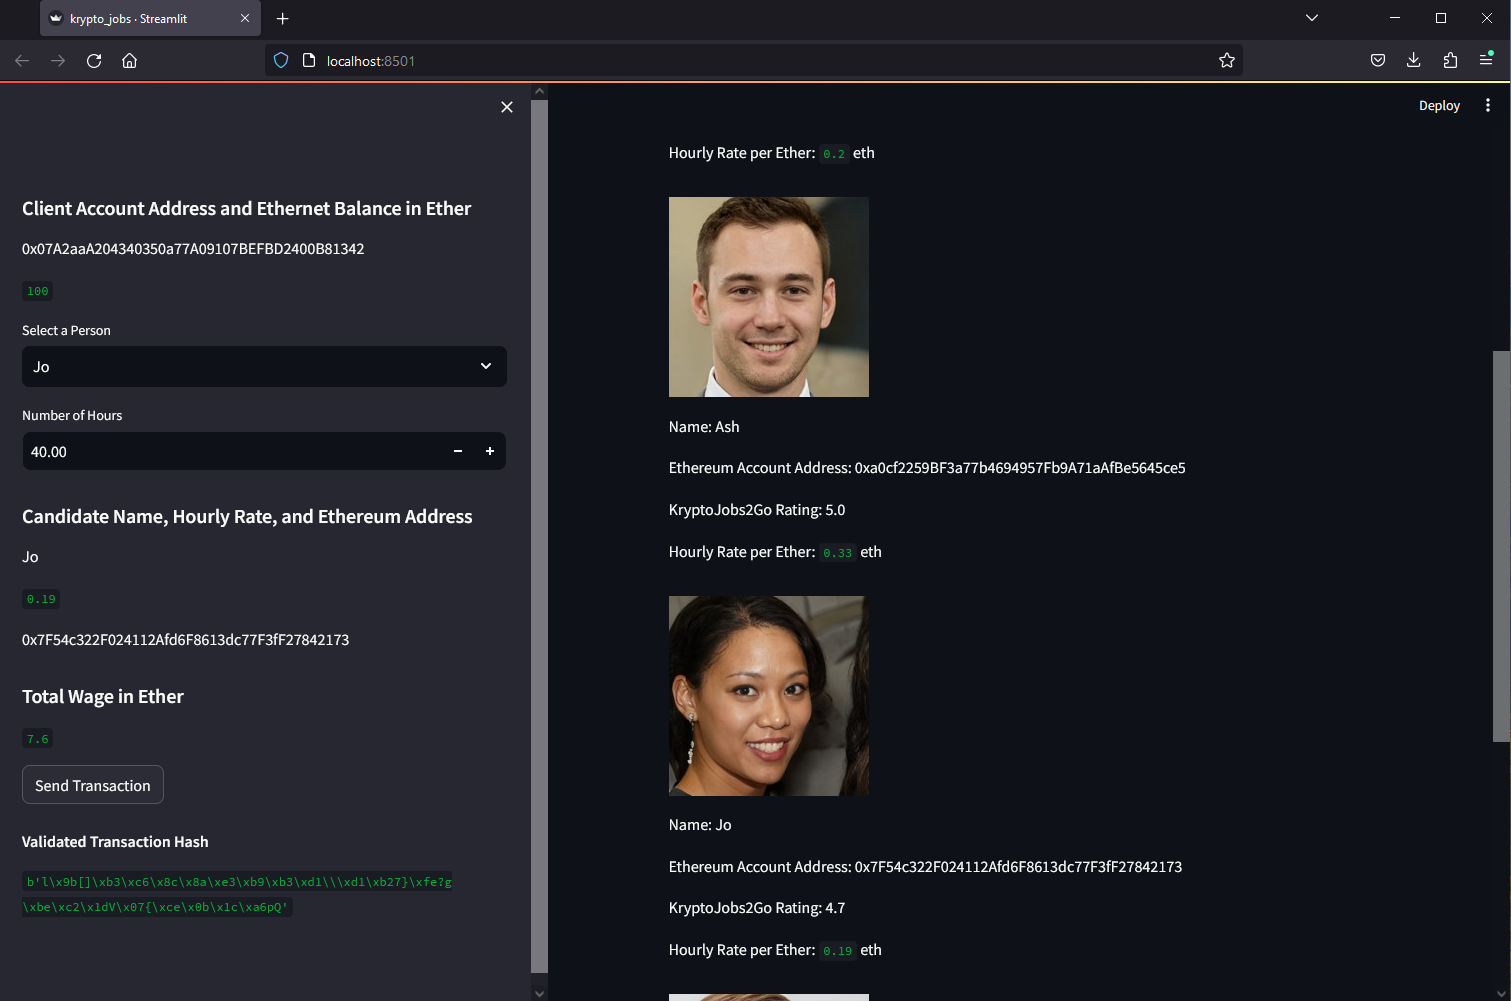 krypto_jobs · Streamlit
localhost:8501
Client Account Address and Ethernet Balance in Ether
0x07A2aaA204340350a77A09107BEFBD2400B81342
100
Select a Person
Jo
Number of Hours
40.00
Candidate Name, Hourly Rate, and Ethereum Address
Jo
0.19
0x7F54c322F024112Afd6F8613dc77F3fF27842173
Total Wage in Ether
7.6
Send Transaction
Validated Transaction Hash
b'l\x9b[]\xb3\xc6\x8c\x8a\xe3\xb9\xb3\xd1\\\xd1\xb27}\xfe?g
\xbe\xc2\x1dV\x07{\xce\x0b\x1c\xa6pQ'
Deploy
Hourly Rate per Ether: 0.2 eth
Name: Ash
Ethereum Account Address: 0xa0cf2259BF3a77b4694957Fb9A71aAfBe5645ce5
KryptoJobs2Go Rating: 5.0
Hourly Rate per Ether: 0.33 eth
Name: Jo
Ethereum Account Address: 0x7F54c322F024112Afd6F8613dc77F3fF27842173
KryptoJobs2Go Rating: 4.7
Hourly Rate per Ether: 0.19 eth